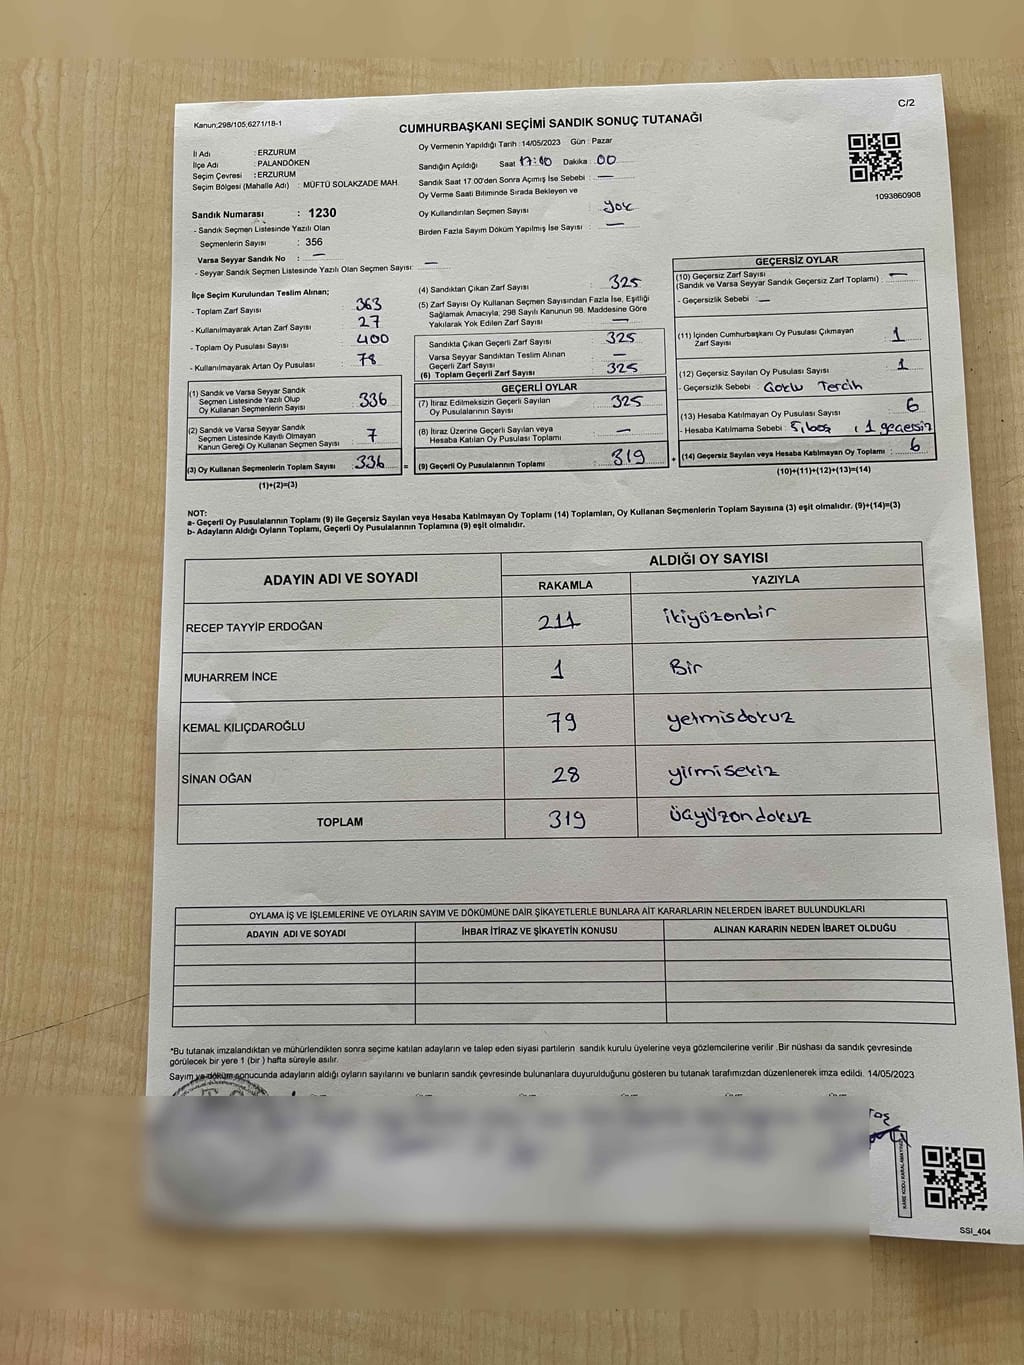 C/2
Kanun;298/105;6271/18-1
CUMHURBAŞKANI SEÇİMİ SANDIK SONUÇ TUTANAĞI
İl Adı : ERZURUM
İlçe Adı : PALANDÖKEN
Seçim Çevresi : ERZURUM
Seçim Bölgesi (Mahalle Adı) : MÜFTÜ SOLAKZADE MAH.
Oy Vermenin Yapıldığı Tarih : 14/05/2023 Gün : Pazar
Sandığın Açıldığı Saat 17:00 Dakika 00
Sandık Saat 17 00'den Sonra Açımış İse Sebebi : —
Oy Verme Saati Bitiminde Sırada Bekleyen ve
Oy Kullandırılan Seçmen Sayısı : yok
Birden Fazla Sayım Döküm Yapılmış İse Sayısı : —
1093860908
Sandık Numarası : 1230
- Sandık Seçmen Listesinde Yazılı Olan
Seçmenlerin Sayısı : 356
Varsa Seyyar Sandık No : —
- Seyyar Sandık Seçmen Listesinde Yazılı Olan Seçmen Sayısı: —
İlçe Seçim Kurulundan Teslim Alınan;
- Toplam Zarf Sayısı 363
- Kullanılmayarak Artan Zarf Sayısı 27
- Toplam Oy Pusulası Sayısı 400
- Kullanılmayarak Artan Oy Pusulası 78
(1) Sandık ve Varsa Seyyar Sandık
Seçmen Listesinde Yazılı Olup
Oy Kullanan Seçmenlerin Sayısı : 336
(2) Sandık ve Varsa Seyyar Sandık
Seçmen Listesinde Kayıtlı Olmayan
Kanun Gereği Oy Kullanan Seçmen Sayısı : 7
(3) Oy Kullanan Seçmenlerin Toplam Sayısı : 336 =
(1)+(2)=(3)
(4) Sandıktan Çıkan Zarf Sayısı : 325
(5) Zarf Sayısı Oy Kullanan Seçmen Sayısından Fazla İse, Eşitliği
Sağlamak Amacıyla, 298 Sayılı Kanunun 98. Maddesine Göre
Yakılarak Yok Edilen Zarf Sayısı : —
Sandıkta Çıkan Geçerli Zarf Sayısı : 325
Varsa Seyyar Sandıktan Teslim Alınan
Geçerli Zarf Sayısı : —
(6) Toplam Geçerli Zarf Sayısı : 325
GEÇERLİ OYLAR
(7) İtiraz Edilmeksizin Geçerli Sayılan
Oy Pusulalarının Sayısı : 325
(8) İtiraz Üzerine Geçerli Sayılan veya
Hesaba Katılan Oy Pusulası Toplamı : —
(9) Geçerli Oy Pusulalarının Toplamı : 319 +
GEÇERSİZ OYLAR
(10) Geçersiz Zarf Sayısı
(Sandık ve Varsa Seyyar Sandık Geçersiz Zarf Toplamı) : —
- Geçersizlik Sebebi : —
(11) İçinden Cumhurbaşkanı Oy Pusulası Çıkmayan
Zarf Sayısı : 1
(12) Geçersiz Sayılan Oy Pusulası Sayısı : 1
- Geçersizlik Sebebi : Çoklu Tercih
(13) Hesaba Katılmayan Oy Pusulası Sayısı : 6
- Hesaba Katılmama Sebebi : 5, boş , 1 geçersiz
(14) Geçersiz Sayılan veya Hesaba Katılmayan Oy Toplamı : 6
(10)+(11)+(12)+(13)=(14)
NOT:
a- Geçerli Oy Pusulalarının Toplamı (9) ile Geçersiz Sayılan veya Hesaba Katılmayan Oy Toplamı (14) Toplamları, Oy Kullanan Seçmenlerin Toplam Sayısına (3) eşit olmalıdır. (9)+(14)=(3)
b- Adayların Aldığı Oyların Toplamı, Geçerli Oy Pusulalarının Toplamına (9) eşit olmalıdır.
ADAYIN ADI VE SOYADI ALDIĞI OY SAYISI
RAKAMLA YAZIYLA
RECEP TAYYİP ERDOĞAN 211 ikiyüzonbir
MUHARREM İNCE 1 Bir
KEMAL KILIÇDAROĞLU 79 yetmisdokuz
SİNAN OĞAN 28 yirmisekiz
TOPLAM 319 üçyüzondokuz
OYLAMA İŞ VE İŞLEMLERİNE VE OYLARIN SAYIM VE DÖKÜMÜNE DAİR ŞİKAYETLERLE BUNLARA AİT KARARLARIN NELERDEN İBARET BULUNDUKLARI
ADAYIN ADI VE SOYADI İHBAR İTİRAZ VE ŞİKAYETİN KONUSU ALINAN KARARIN NEDEN İBARET OLDUĞU
*Bu tutanak imzalandıktan ve mühürlendikten sonra seçime katılan adayların ve talep eden siyasi partilerin sandık kurulu üyelerine veya gözlemcilerine verilir .Bir nüshası da sandık çevresinde
görülecek bir yere 1 (bir ) hafta süreyle asılır.
Sayım ve döküm sonucunda adayların aldığı oyların sayılarını ve bunların sandık çevresinde bulunanlara duyurulduğunu gösteren bu tutanak tarafımızdan düzenlenerek imza edildi. 14/05/2023
KARE KODU KARALAMAYINIZ
SSI_404